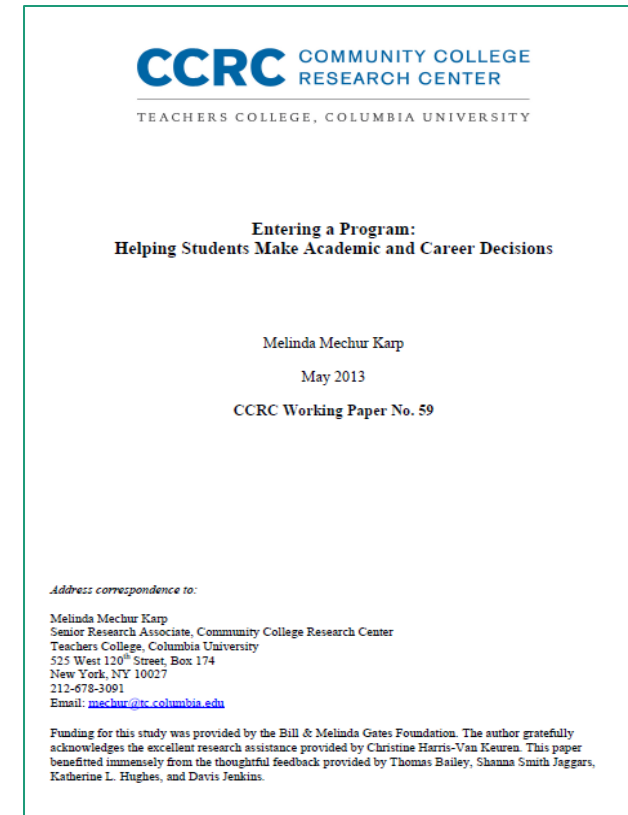 CCRC COMMUNITY COLLEGE
RESEARCH CENTER
TEACHERS COLLEGE, COLUMBIA UNIVERSITY
Entering a Program:
Helping Students Make Academic and Career Decisions
Melinda Mechur Karp
May 2013
CCRC Working Paper No. 59
Address correspondence to:
Melinda Mechur Karp
Senior Research Associate, Community College Research Center
Teachers College, Columbia University
525 West 120th Street, Box 174
New York, NY 10027
212-678-3091
Email: mechur@tc.columbia.edu
Funding for this study was provided by the Bill & Melinda Gates Foundation. The author gratefully
acknowledges the excellent research assistance provided by Christine Harris-Van Keuren. This paper
benefitted immensely from the thoughtful feedback provided by Thomas Bailey, Shanna Smith Jaggars,
Katherine L. Hughes, and Davis Jenkins.